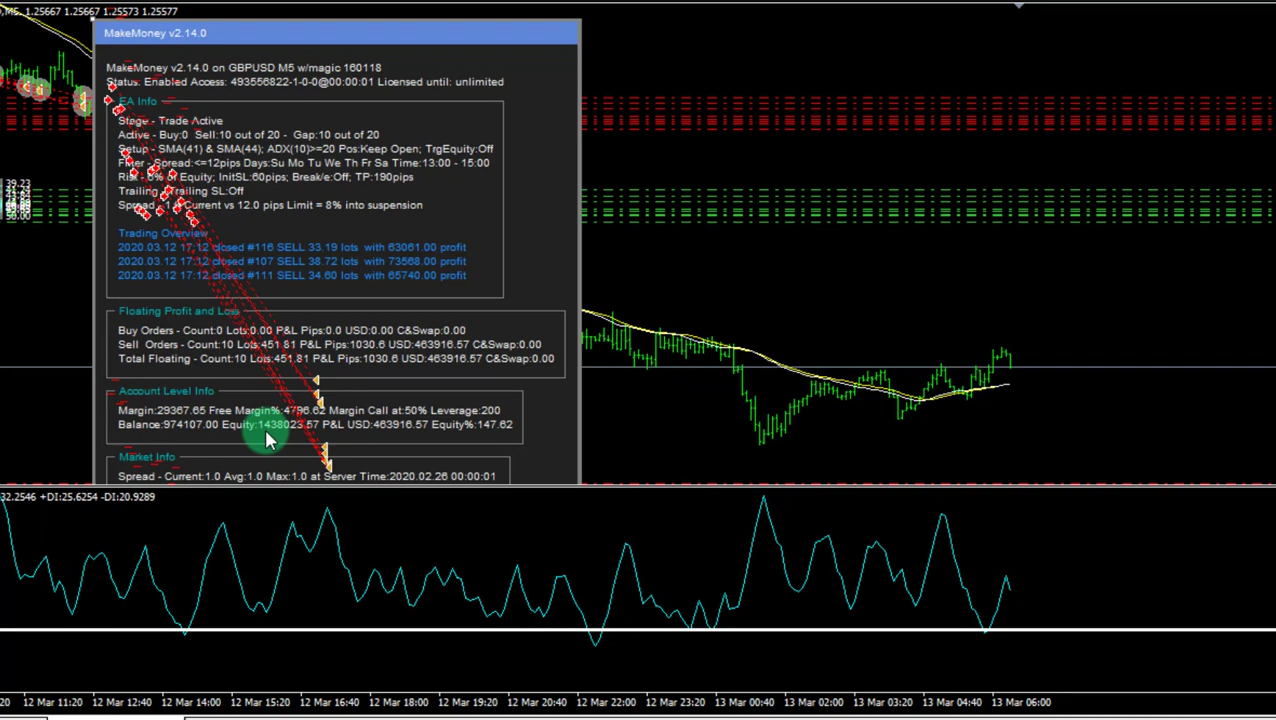 ,M5, 1.25667 1.25667 1.25573 1.25577
MakeMoney v2.14.0
MakeMoney v2.14.0 on GBPUSD M5 w/magic 160118
Status: Enabled Access: 493556822-1-0-0@00:00:01 Licensed until: unlimited
EA Info
Stage - Trade Active
Active - Buy:0 Sell:10 out of 20 - Gap:10 out of 20
Setup - SMA(41) & SMA(44); ADX(10)>=20 Pos:Keep Open; TrgEquity:Off
Filter - Spread:<=12pips Days:Su Mo Tu We Th Fr Sa Time:13:00 - 15:00
Risk - 6% of Equity; InitSL:60pips; Break/e:Off; TP:190pips
Trailing - Trailing SL:Off
Spread - Current vs 12.0 pips Limit = 8% into suspension
Trading Overview
2020.03.12 17:12 closed #116 SELL 33.19 lots with 63061.00 profit
2020.03.12 17:12 closed #107 SELL 38.72 lots with 73568.00 profit
2020.03.12 17:12 closed #111 SELL 34.60 lots with 65740.00 profit
39.23
50.00
Floating Profit and Loss
Buy Orders - Count:0 Lots:0.00 P&L Pips:0.0 USD:0.00 C&Swap:0.00
Sell Orders - Count:10 Lots:451.81 P&L Pips:1030.6 USD:463916.57 C&Swap:0.00
Total Floating - Count:10 Lots:451.81 P&L Pips:1030.6 USD:463916.57 C&Swap:0.00
Account Level Info
Margin:29367.65 Free Margin%:4796.62 Margin Call at:50% Leverage:200
Balance:974107.00 Equity:1438023.57 P&L USD:463916.57 Equity%:147.62
Market Info
Spread - Current:1.0 Avg:1.0 Max:1.0 at Server Time:2020.02.26 00:00:01
32.2546 +DI:25.6254 -DI:20.9289
20 12 Mar 11:20 12 Mar 12:40 12 Mar 14:00 12 Mar 15:20 12 Mar 16:40 12 Mar 18:00 12 Mar 19:20 12 Mar 20:40 12 Mar 22:00 12 Mar 23:20 13 Mar 00:40 13 Mar 02:00 13 Mar 03:20 13 Mar 04:40 13 Mar 06:00